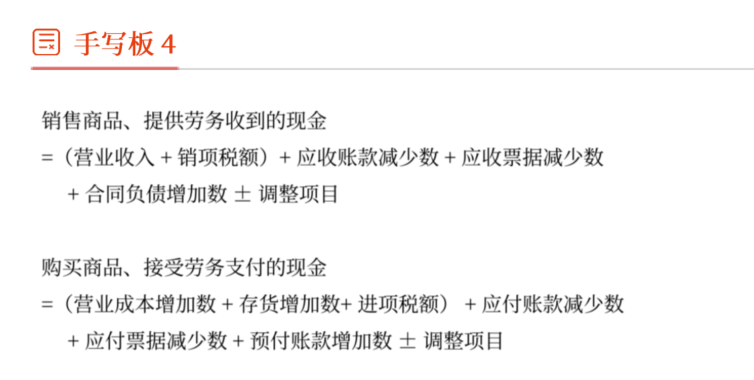 手写板 4
销售商品、提供劳务收到的现金
=（营业收入 + 销项税额）+ 应收账款减少数 + 应收票据减少数
+ 合同负债增加数 ± 调整项目
购买商品、接受劳务支付的现金
=（营业成本增加数 + 存货增加数+ 进项税额） + 应付账款减少数
+ 应付票据减少数 + 预付账款增加数 ± 调整项目